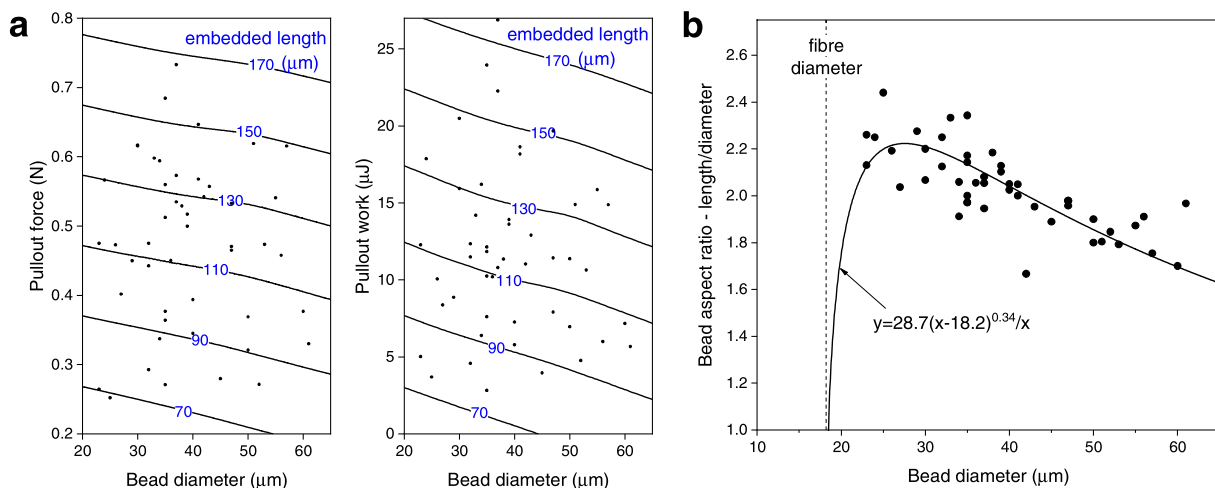 a
embedded length
(μm)
Pullout force (N)
0.8
0.7
0.6
0.5
0.4
0.3
0.2
170
150
130
110
90
70
20 30 40 50 60
Bead diameter (μm)
embedded length
(μm)
Pullout work (μJ)
25
20
15
10
5
0
170
150
130
110
90
70
20 30 40 50 60
Bead diameter (μm)
b
fibre
diameter
Bead aspect ratio - length/diameter
2.6
2.4
2.2
2.0
1.8
1.6
1.4
1.2
1.0
y=28.7(x-18.2)^0.34/x
10 20 30 40 50 60
Bead diameter (μm)